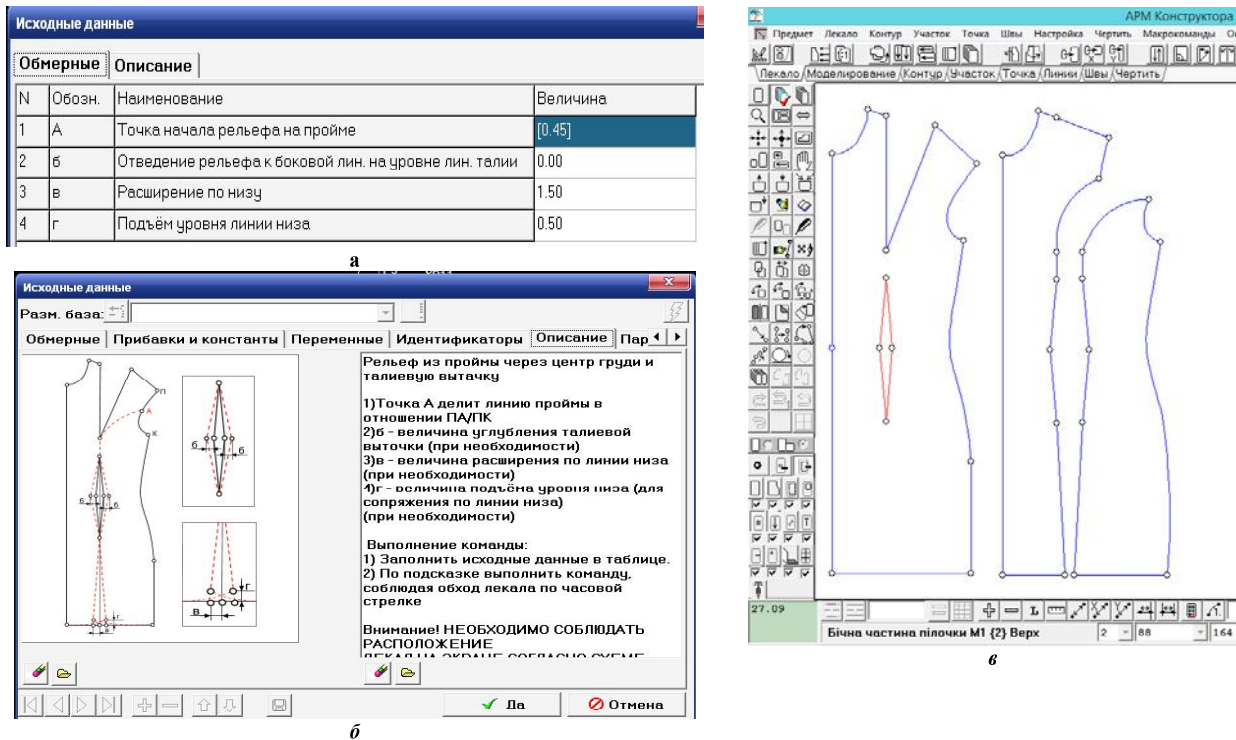 Исходные данные
Обмерные Описание
N Обозн. Наименование Величина
1 А Точка начала рельефа на пройме [0.45]
2 б Отведение рельефа к боковой лин. на уровне лин. талии 0.00
3 в Расширение по низу 1.50
4 г Подъём уровня линии низа 0.50
а
Исходные данные
Разм. база:
Обмерные Прибавки и константы Переменные Идентификаторы Описание Пар
Рельеф из проймы через центр груди и
талиевую вытачку
1)Точка А делит линию проймы в
отношении ПА/ПК
2)б - величина углубления талиевой
выточки (при необходимости)
3)в - величина расширения по линии низа
(при необходимости)
4)г - величина подъёма уровня низа (для
сопряжения по линии низа)
(при необходимости)
Выполнение команды:
1) Заполнить исходные данные в таблице.
2) По подсказке выполнить команду,
соблюдая обход лекала по часовой
стрелке
Внимание! НЕОБХОДИМО СОБЛЮДАТЬ
РАСПОЛОЖЕНИЕ
ЛЕКАЛ НА ЭКРАНЕ СОГЛАСНО СХЕМЕ
П
А
К
б б
б б
г
в
г
Да Отмена
б
АРМ Конструктора
Предмет Лекало Контур Участок Точка Швы Настройка Чертить Макрокоманды
Лекало Моделирование Контур Участок Точка Линии Швы Чертить
27.09
Бічна частина пілочки М1 {2} Верх 2 88 164
в